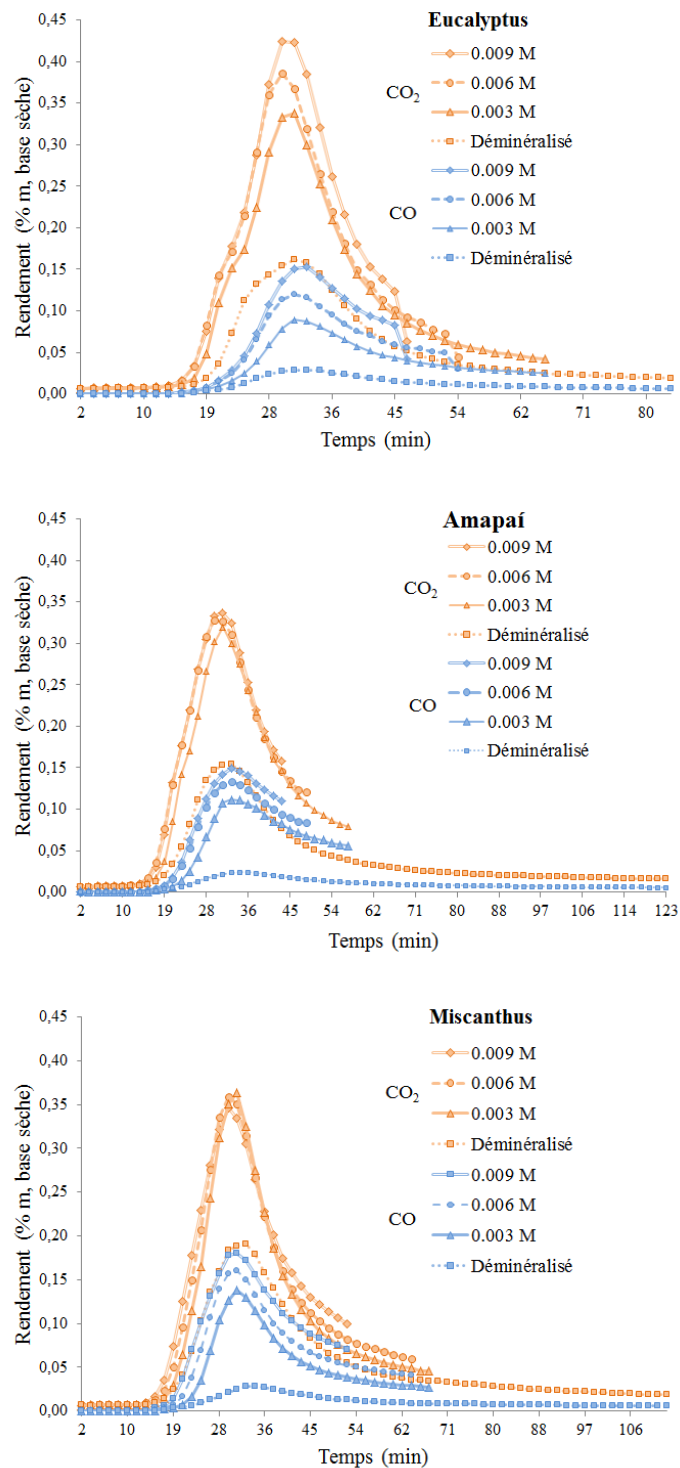 Eucalyptus
Rendement (% m, base sèche)
0,45
0,40
0,35
0,30
0,25
0,20
0,15
0,10
0,05
0,00
CO2
0.009 M
0.006 M
0.003 M
Déminéralisé
CO
0.009 M
0.006 M
0.003 M
Déminéralisé
2 10 19 28 36 45 54 62 71 80
Temps (min)
Amapaí
Rendement (% m, base sèche)
0,45
0,40
0,35
0,30
0,25
0,20
0,15
0,10
0,05
0,00
CO2
0.009 M
0.006 M
0.003 M
Déminéralisé
CO
0.009 M
0.006 M
0.003 M
Déminéralisé
2 10 19 28 36 45 54 62 71 80 88 97 106 114 123
Temps (min)
Miscanthus
Rendement (% m, base sèche)
0,45
0,40
0,35
0,30
0,25
0,20
0,15
0,10
0,05
0,00
CO2
0.009 M
0.006 M
0.003 M
Déminéralisé
CO
0.009 M
0.006 M
0.003 M
Déminéralisé
2 10 19 28 36 45 54 62 71 80 88 97 106
Temps (min)